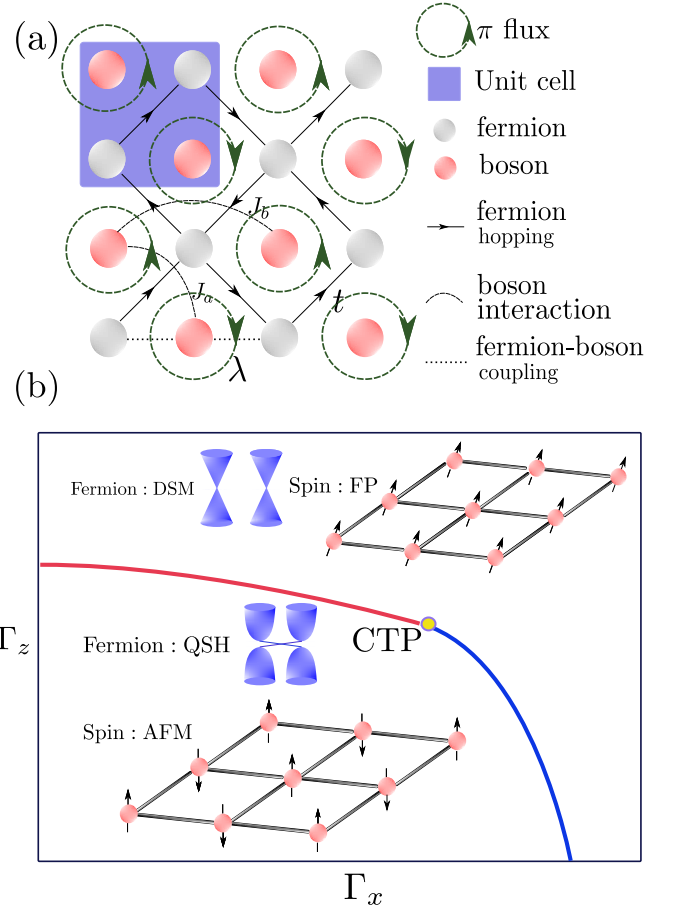 (a)
π flux
Unit cell
fermion
boson
fermion
hopping
boson
interaction
fermion-boson
coupling
J_b
J_a
t
λ
(b)
Fermion : DSM
Spin : FP
Γ_z
Fermion : QSH
CTP
Spin : AFM
Γ_x